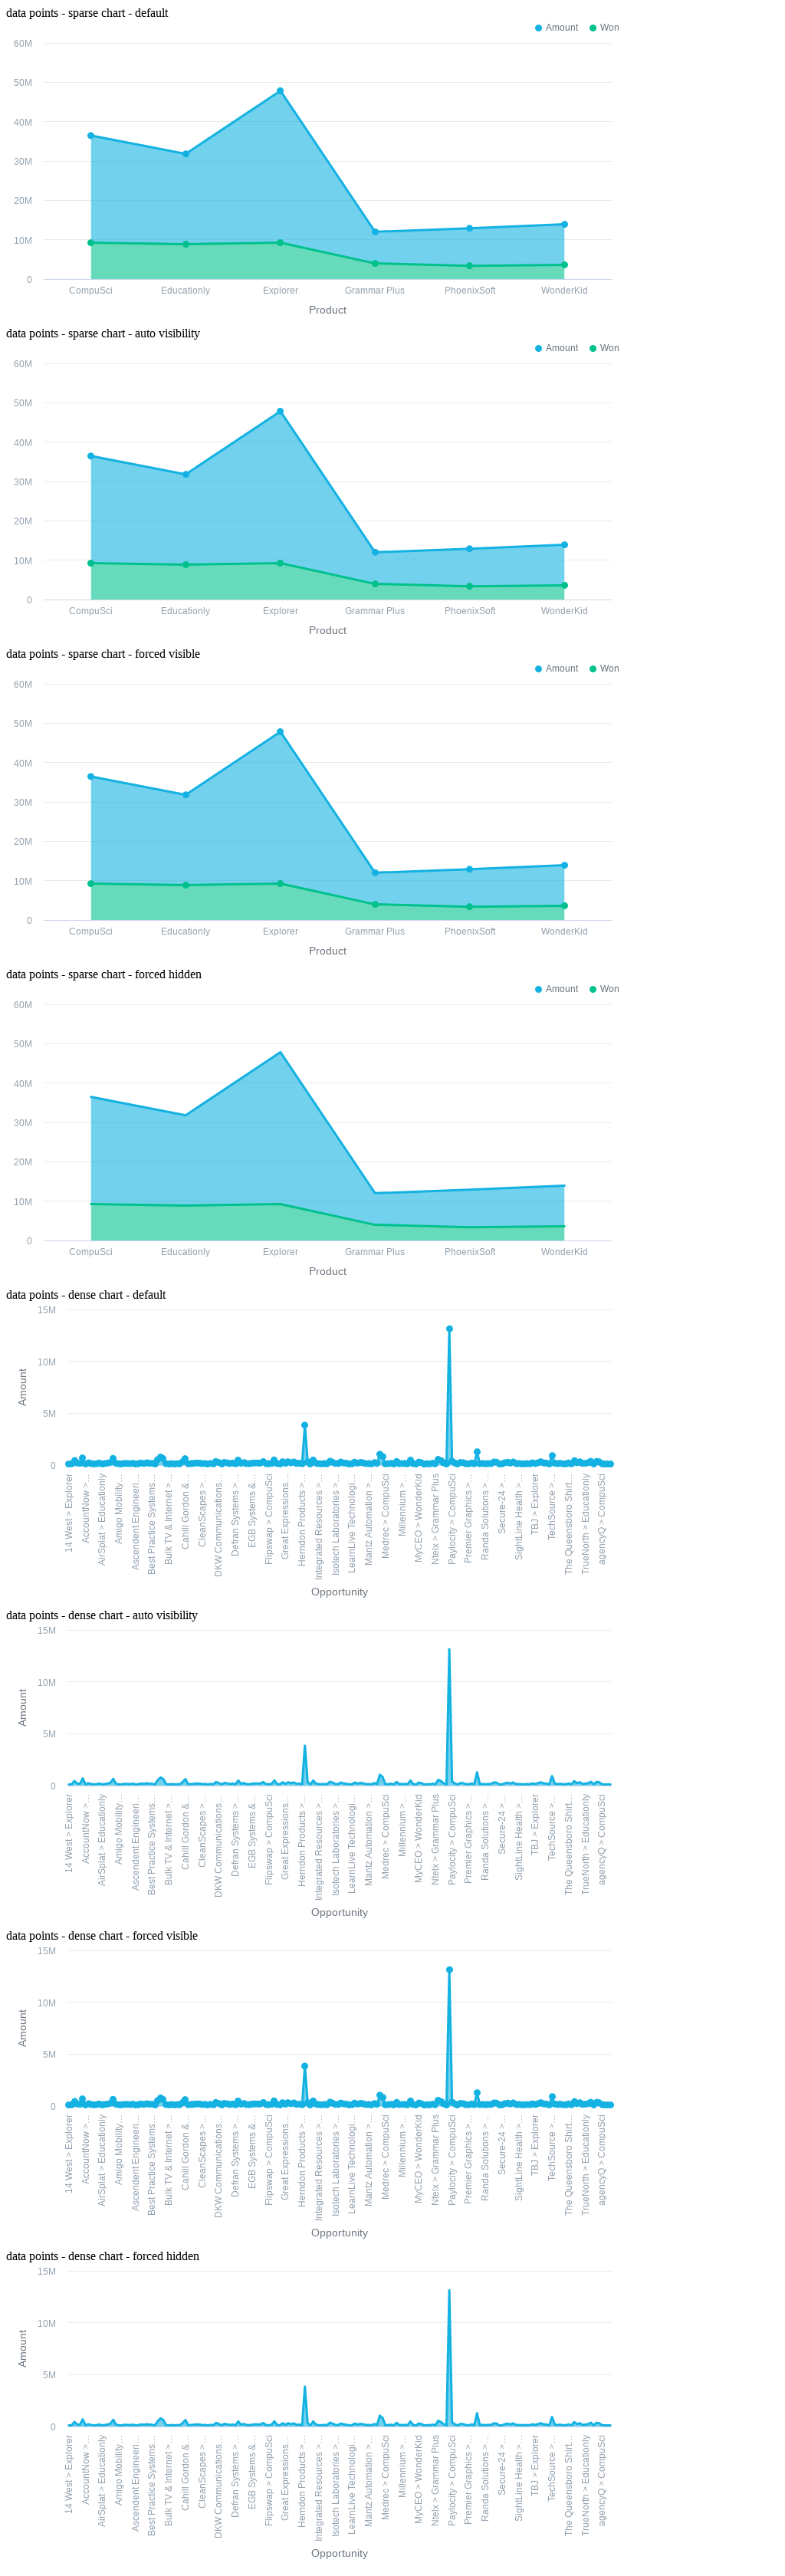 data points - sparse chart - default
Amount Won
60M
50M
40M
30M
20M
10M
0
CompuSci Educationly Explorer Grammar Plus PhoenixSoft WonderKid
Product
data points - sparse chart - auto visibility
Amount Won
60M
50M
40M
30M
20M
10M
0
CompuSci Educationly Explorer Grammar Plus PhoenixSoft WonderKid
Product
data points - sparse chart - forced visible
Amount Won
60M
50M
40M
30M
20M
10M
0
CompuSci Educationly Explorer Grammar Plus PhoenixSoft WonderKid
Product
data points - sparse chart - forced hidden
Amount Won
60M
50M
40M
30M
20M
10M
0
CompuSci Educationly Explorer Grammar Plus PhoenixSoft WonderKid
Product
data points - dense chart - default
15M
10M
5M
0
Amount
14 West > Explorer
AccountNow >…
AirSplat > Educationly
Amigo Mobility…
Ascendent Engineeri…
Best Practice Systems…
Bulk TV & Internet >…
Cahill Gordon &…
CleanScapes >…
DKW Communications…
Defran Systems >…
EGB Systems &…
Flipswap > CompuSci
Great Expressions…
Herndon Products >…
Integrated Resources >…
Isotech Laboratories >…
LearnLive Technologi…
Mantz Automation >…
Medrec > CompuSci
Millennium >…
MyCEO > WonderKid
Ntelx > Grammar Plus
Paylocity > CompuSci
Premier Graphics >…
Randa Solutions >…
Secure-24 >…
SightLine Health >…
TBJ > Explorer
TechSource >…
The Queensboro Shirt…
TrueNorth > Educationly
agencyQ > CompuSci
Opportunity
data points - dense chart - auto visibility
15M
10M
5M
0
Amount
14 West > Explorer
AccountNow >…
AirSplat > Educationly
Amigo Mobility…
Ascendent Engineeri…
Best Practice Systems…
Bulk TV & Internet >…
Cahill Gordon &…
CleanScapes >…
DKW Communications…
Defran Systems >…
EGB Systems &…
Flipswap > CompuSci
Great Expressions…
Herndon Products >…
Integrated Resources >…
Isotech Laboratories >…
LearnLive Technologi…
Mantz Automation >…
Medrec > CompuSci
Millennium >…
MyCEO > WonderKid
Ntelx > Grammar Plus
Paylocity > CompuSci
Premier Graphics >…
Randa Solutions >…
Secure-24 >…
SightLine Health >…
TBJ > Explorer
TechSource >…
The Queensboro Shirt…
TrueNorth > Educationly
agencyQ > CompuSci
Opportunity
data points - dense chart - forced visible
15M
10M
5M
0
Amount
14 West > Explorer
AccountNow >…
AirSplat > Educationly
Amigo Mobility…
Ascendent Engineeri…
Best Practice Systems…
Bulk TV & Internet >…
Cahill Gordon &…
CleanScapes >…
DKW Communications…
Defran Systems >…
EGB Systems &…
Flipswap > CompuSci
Great Expressions…
Herndon Products >…
Integrated Resources >…
Isotech Laboratories >…
LearnLive Technologi…
Mantz Automation >…
Medrec > CompuSci
Millennium >…
MyCEO > WonderKid
Ntelx > Grammar Plus
Paylocity > CompuSci
Premier Graphics >…
Randa Solutions >…
Secure-24 >…
SightLine Health >…
TBJ > Explorer
TechSource >…
The Queensboro Shirt…
TrueNorth > Educationly
agencyQ > CompuSci
Opportunity
data points - dense chart - forced hidden
15M
10M
5M
0
Amount
14 West > Explorer
AccountNow >…
AirSplat > Educationly
Amigo Mobility…
Ascendent Engineeri…
Best Practice Systems…
Bulk TV & Internet >…
Cahill Gordon &…
CleanScapes >…
DKW Communications…
Defran Systems >…
EGB Systems &…
Flipswap > CompuSci
Great Expressions…
Herndon Products >…
Integrated Resources >…
Isotech Laboratories >…
LearnLive Technologi…
Mantz Automation >…
Medrec > CompuSci
Millennium >…
MyCEO > WonderKid
Ntelx > Grammar Plus
Paylocity > CompuSci
Premier Graphics >…
Randa Solutions >…
Secure-24 >…
SightLine Health >…
TBJ > Explorer
TechSource >…
The Queensboro Shirt…
TrueNorth > Educationly
agencyQ > CompuSci
Opportunity